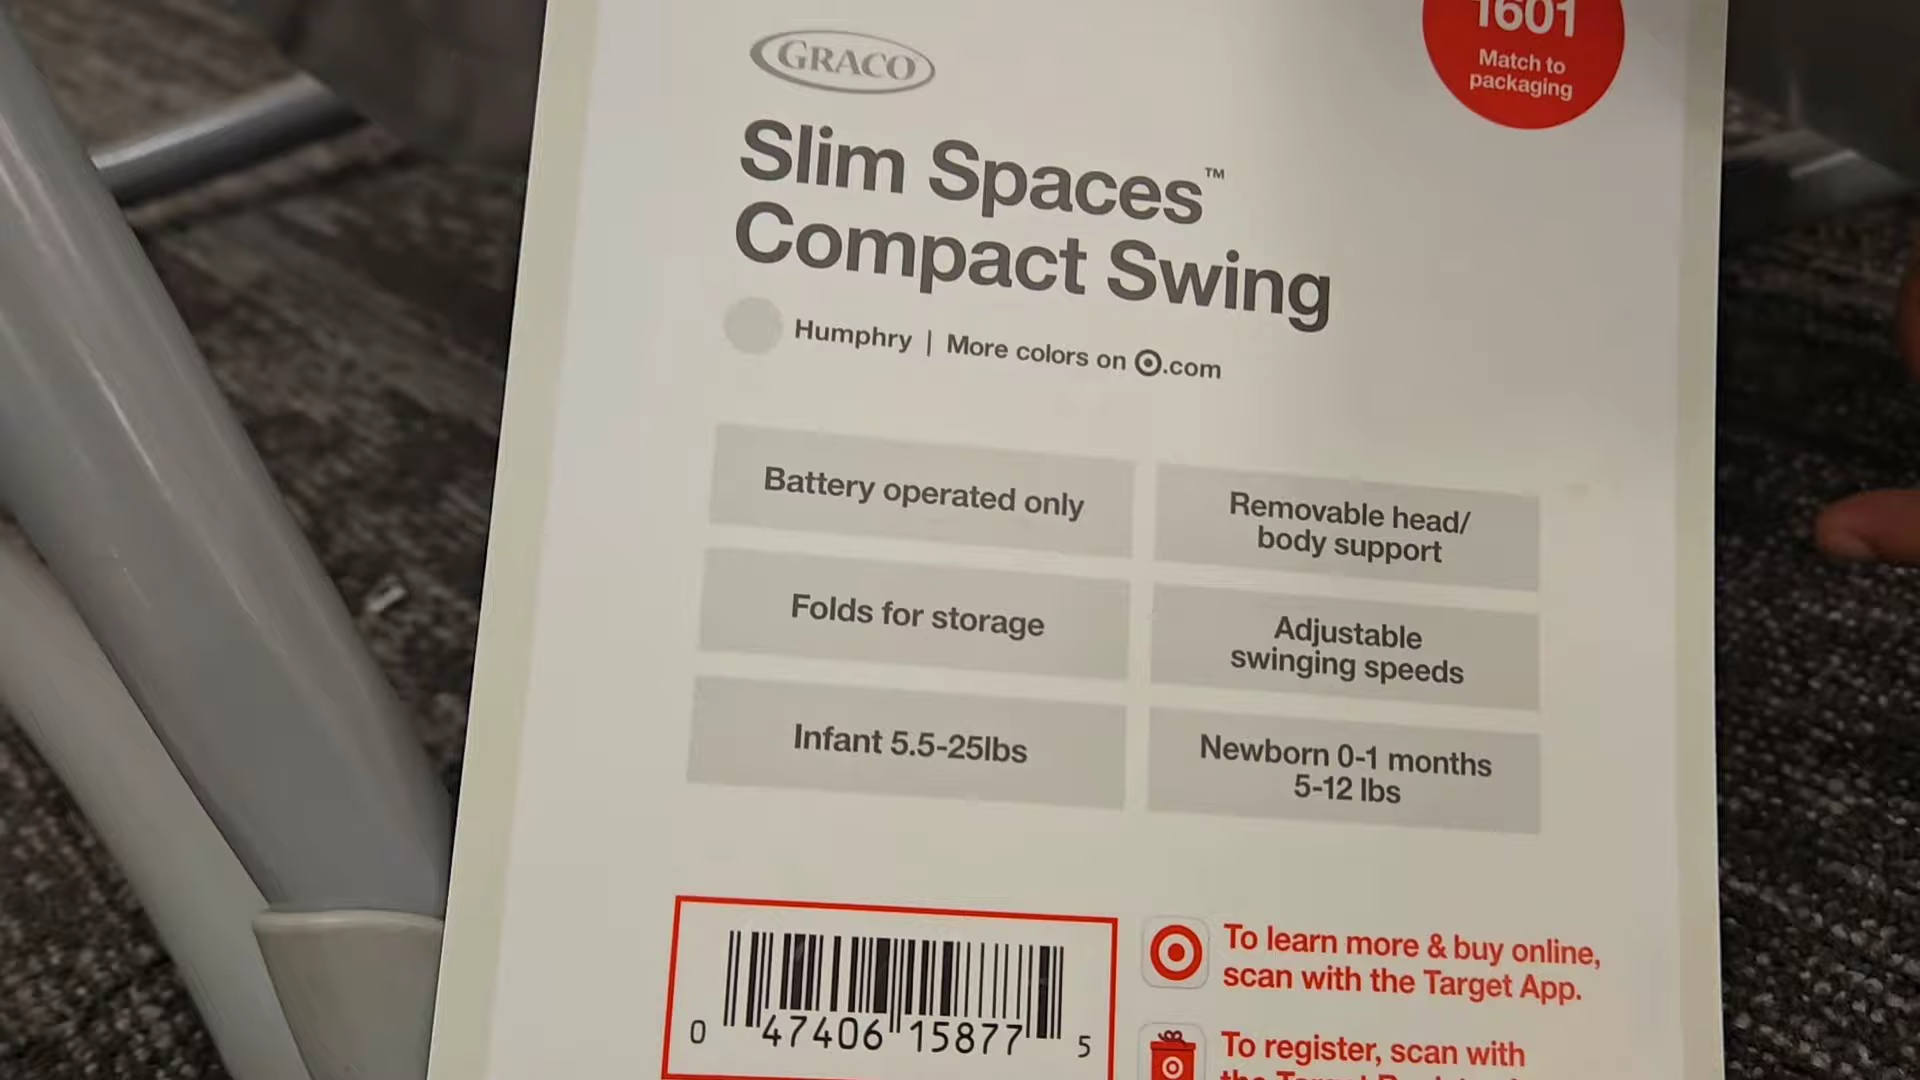 1601
Match to
packaging
GRACO
Slim Spaces™
Compact Swing
Humphry | More colors on .com
Battery operated only
Removable head/
body support
Folds for storage
Adjustable
swinging speeds
Infant 5.5-25lbs
Newborn 0-1 months
5-12 lbs
0 47406 15877 5
To learn more & buy online,
scan with the Target App.
To register, scan with
the Target